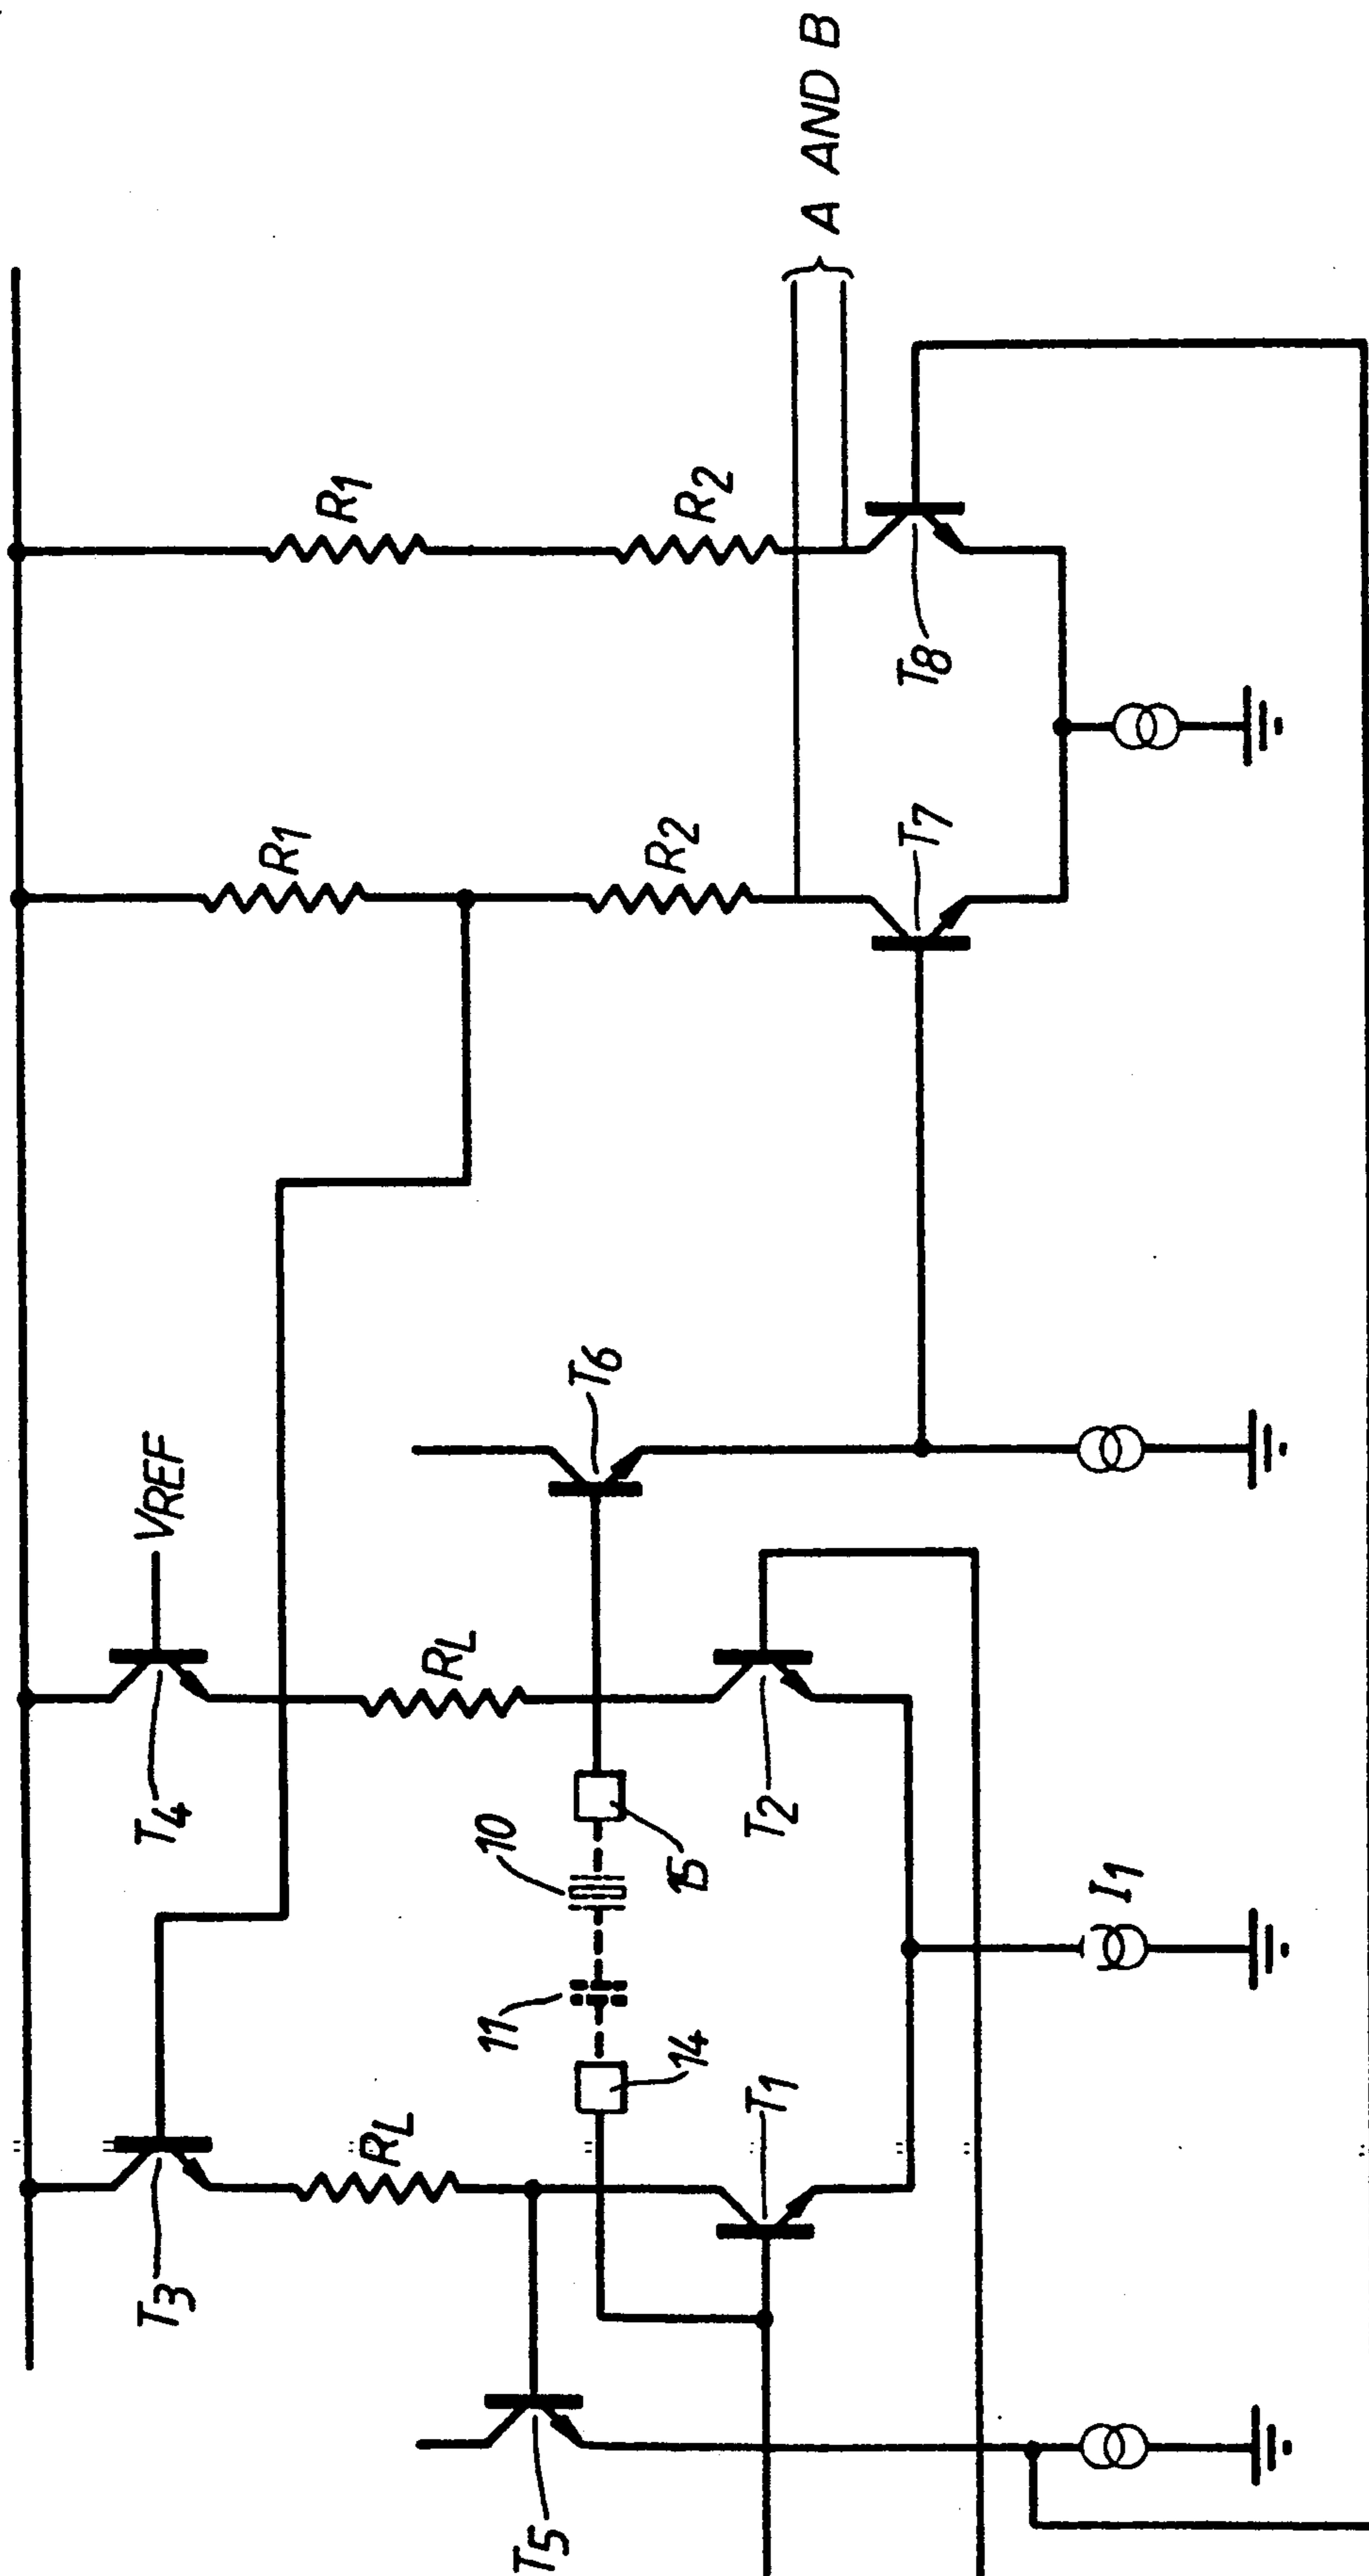 A AND B
R1
R2
T8
R1
R2
T7
T6
VREF
T4
RL
10
15
T2
11
14
I1
T3
RL
T1
T5